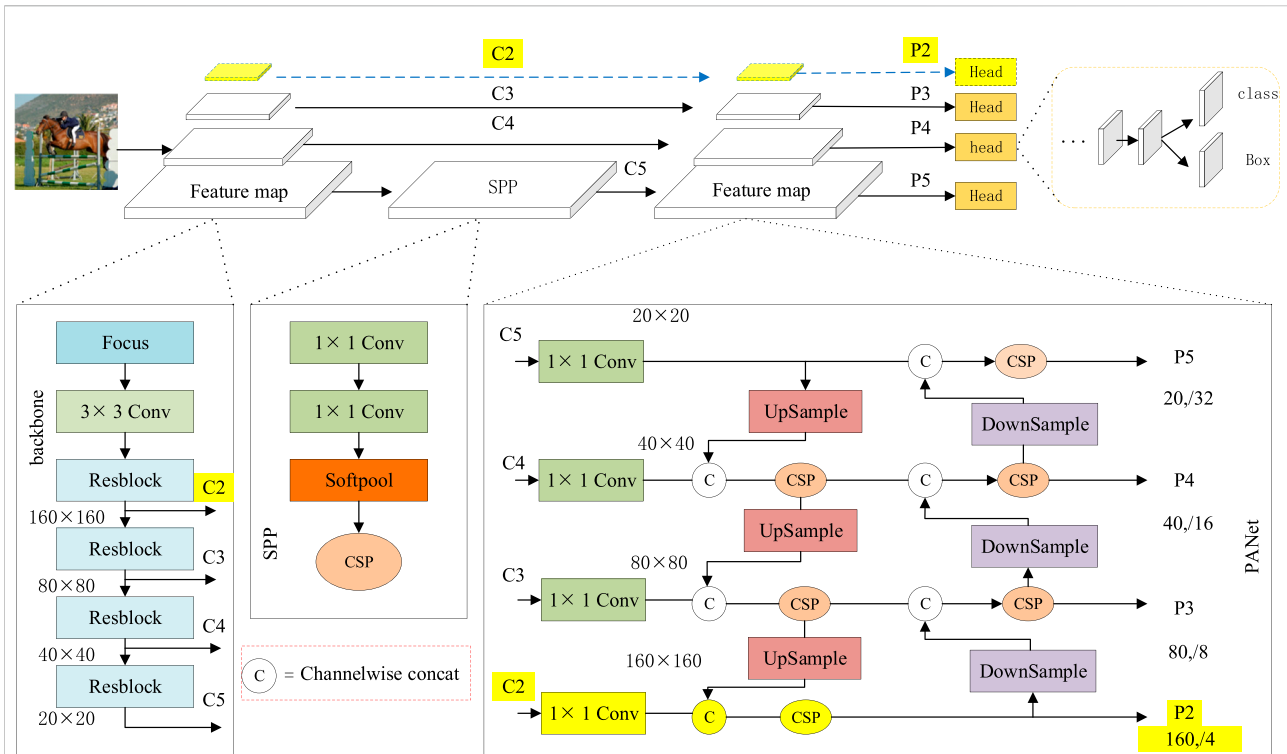 C2
P2
Head
C3
P3
Head
class
C4
P4
head
Box
Feature map
SPP
C5
Feature map
P5
Head
backbone
Focus
3×3 Conv
Resblock
C2
160×160
Resblock
C3
80×80
Resblock
C4
40×40
Resblock
C5
20×20
SPP
1×1 Conv
1×1 Conv
Softpool
CSP
C = Channelwise concat
PANet
20×20
C5
1×1 Conv
C
CSP
P5
20,/32
UpSample
DownSample
40×40
C4
1×1 Conv
C
CSP
C
CSP
P4
40,/16
UpSample
DownSample
80×80
C3
1×1 Conv
C
CSP
C
CSP
P3
80,/8
UpSample
DownSample
160×160
C2
1×1 Conv
C
CSP
P2
160,/4